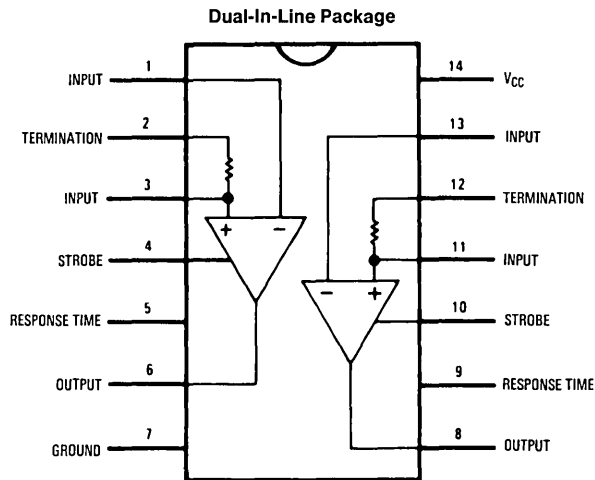 Dual-In-Line Package
1
INPUT
2
TERMINATION
3
INPUT
4
STROBE
5
RESPONSE TIME
6
OUTPUT
7
GROUND
14
VCC
13
INPUT
12
TERMINATION
11
INPUT
10
STROBE
9
RESPONSE TIME
8
OUTPUT
+ −
− +